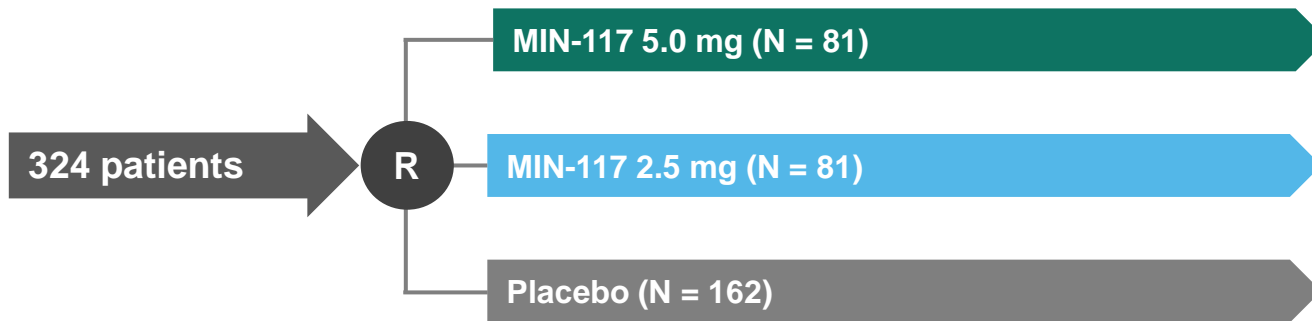 MIN-117 5.0 mg (N = 81)
324 patients
R
MIN-117 2.5 mg (N = 81)
Placebo (N = 162)